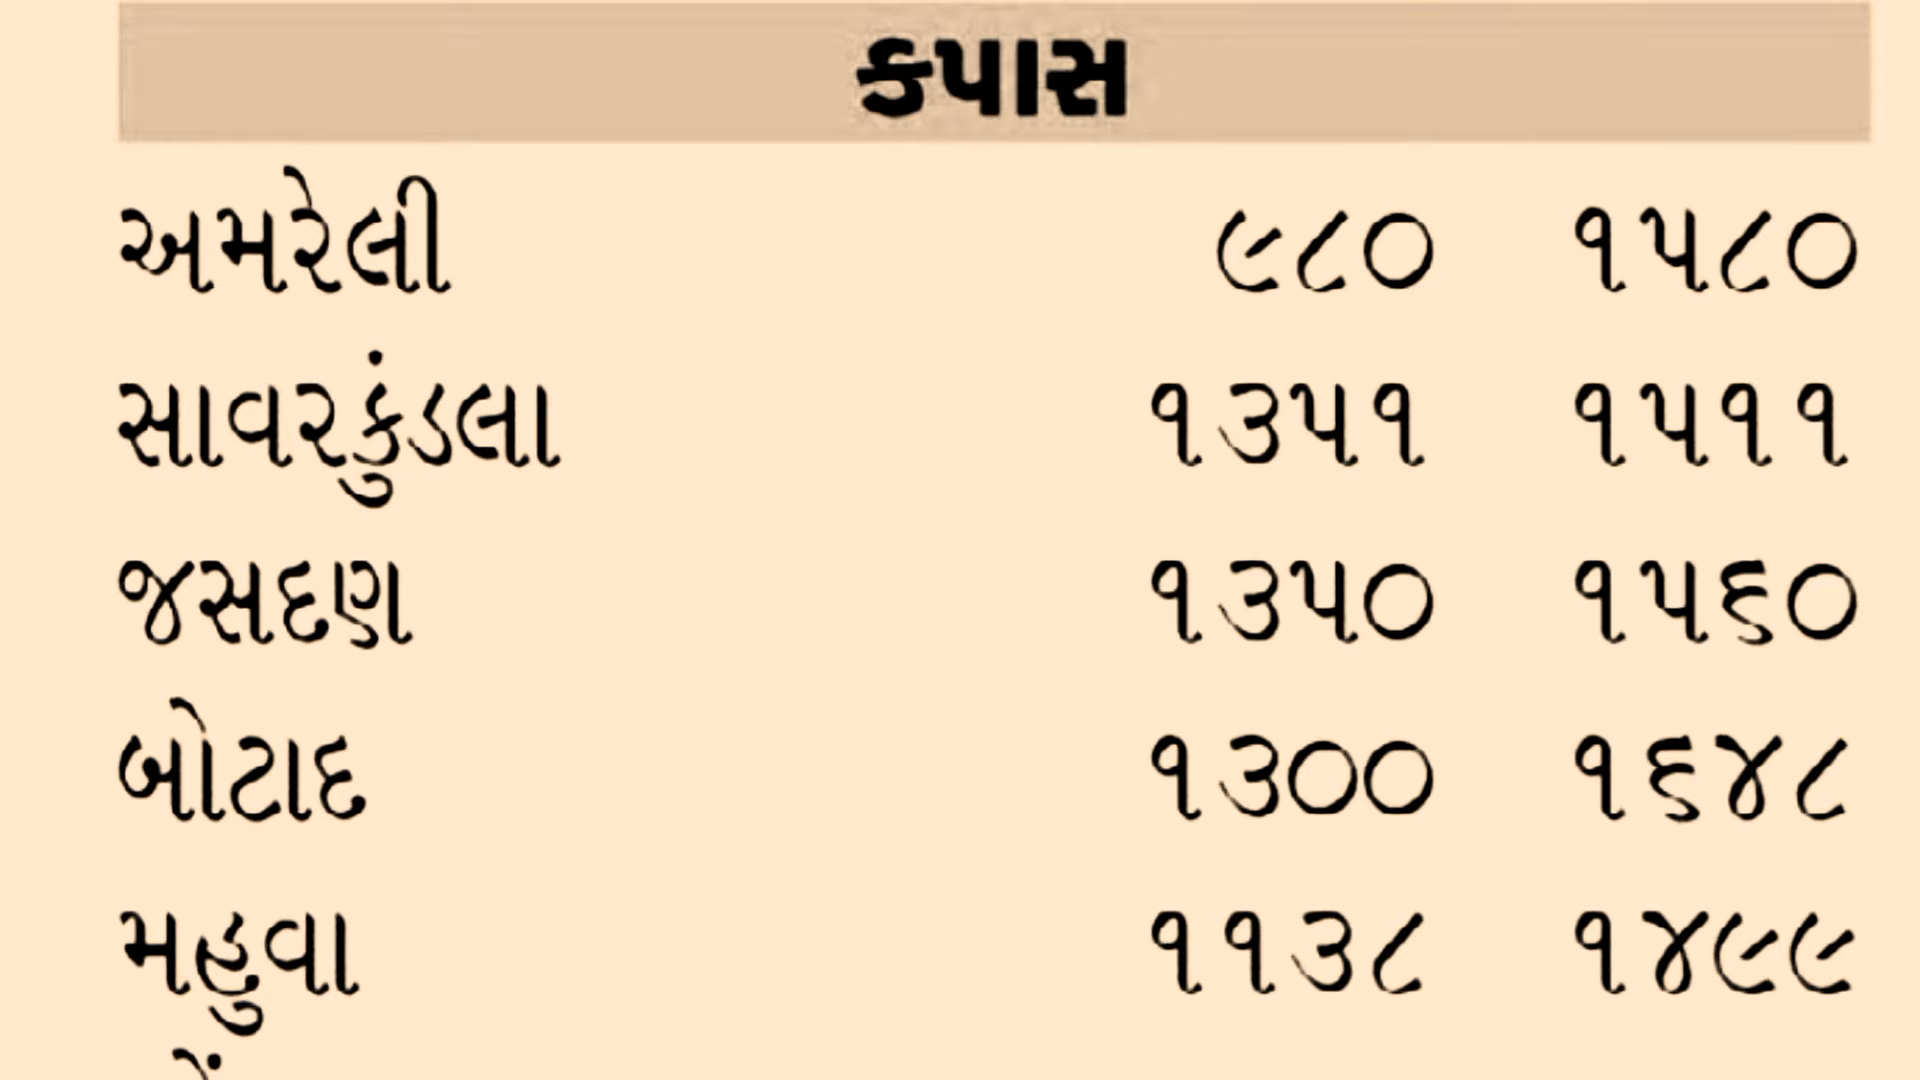 કપાસ
અમરેલી ૯૮૦ ૧૫૮૦
સાવરકુંડલા ૧૩૫૧ ૧૫૧૧
જસદણ ૧૩૫૦ ૧૫૬૦
બોટાદ ૧૩૦૦ ૧૬૪૮
મહુવા ૧૧૩૮ ૧૪૯૯